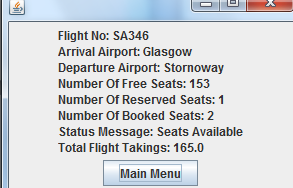 Flight No: SA346
Arrival Airport: Glasgow
Departure Airport: Stornoway
Number Of Free Seats: 153
Number Of Reserved Seats: 1
Number Of Booked Seats: 2
Status Message: Seats Available
Total Flight Takings: 165.0
Main Menu